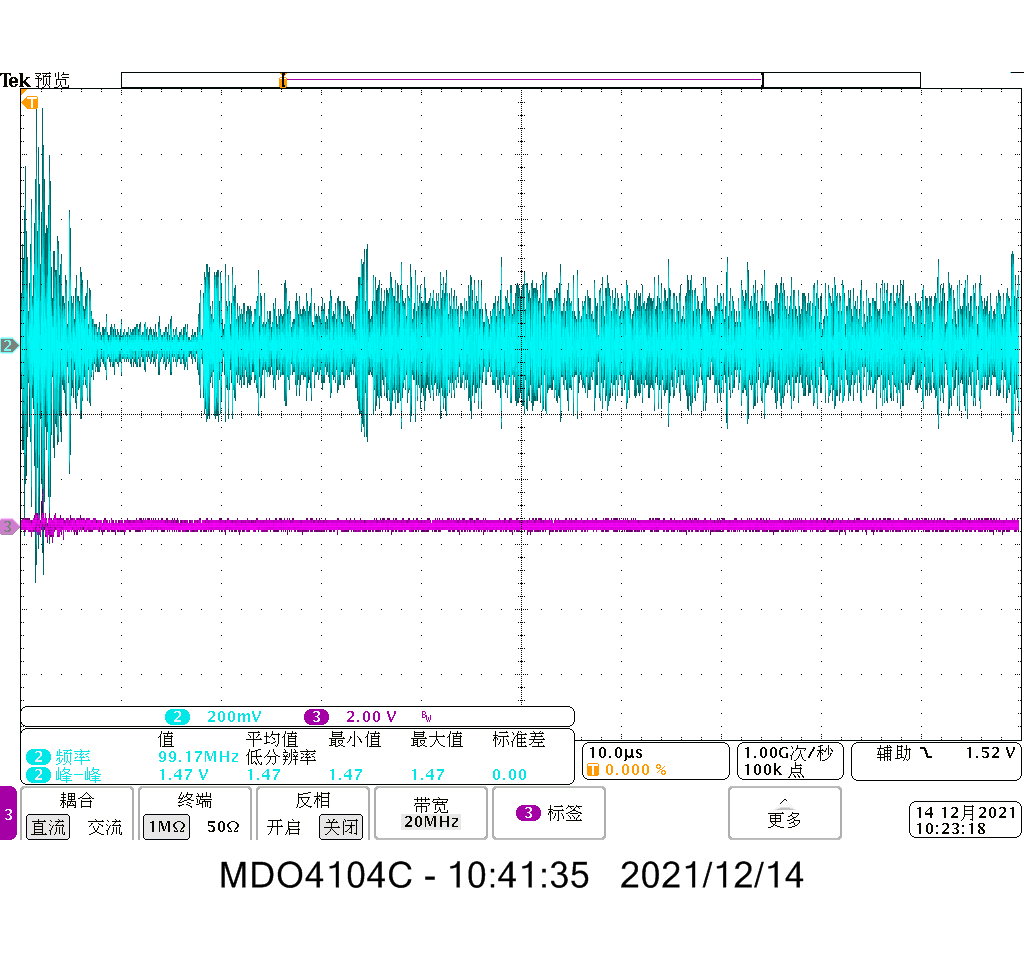 Tek 预览
T
2
3
2 200mV 3 2.00 V BW
值 平均值 最小值 最大值 标准差
2 频率 99.17MHz 低分辨率
2 峰-峰 1.47 V 1.47 1.47 1.47 0.00
10.0µs
T 0.000 %
1.00G次/秒
100k 点
辅助 1.52 V
3
耦合
直流 交流
终端
1MΩ 50Ω
反相
开启 关闭
带宽
20MHz
3 标签
更多
14 12月2021
10:23:18
MDO4104C - 10:41:35 2021/12/14